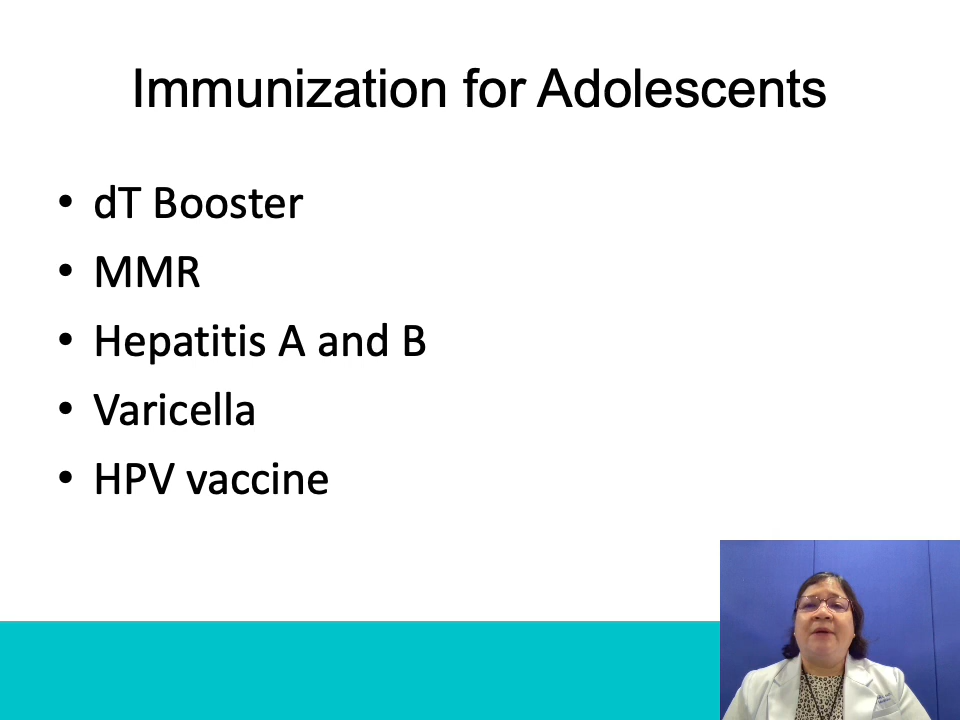 Immunization for Adolescents
• dT Booster
• MMR
• Hepatitis A and B
• Varicella
• HPV vaccine